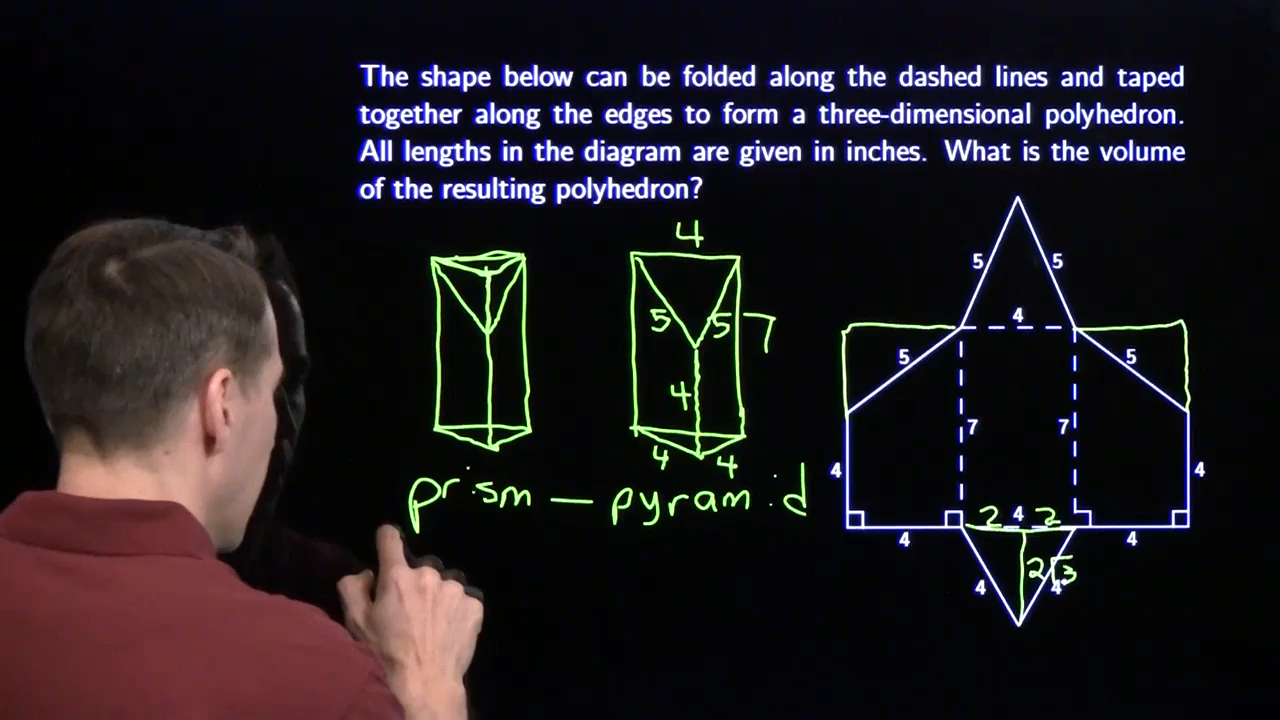 The shape below can be folded along the dashed lines and taped
together along the edges to form a three-dimensional polyhedron.
All lengths in the diagram are given in inches. What is the volume
of the resulting polyhedron?
4
5 5 7
4
4 4
prism — pyramid
5 5
4
5 5
7 7
4 4
2 4 2
4 4
2√3
4 4